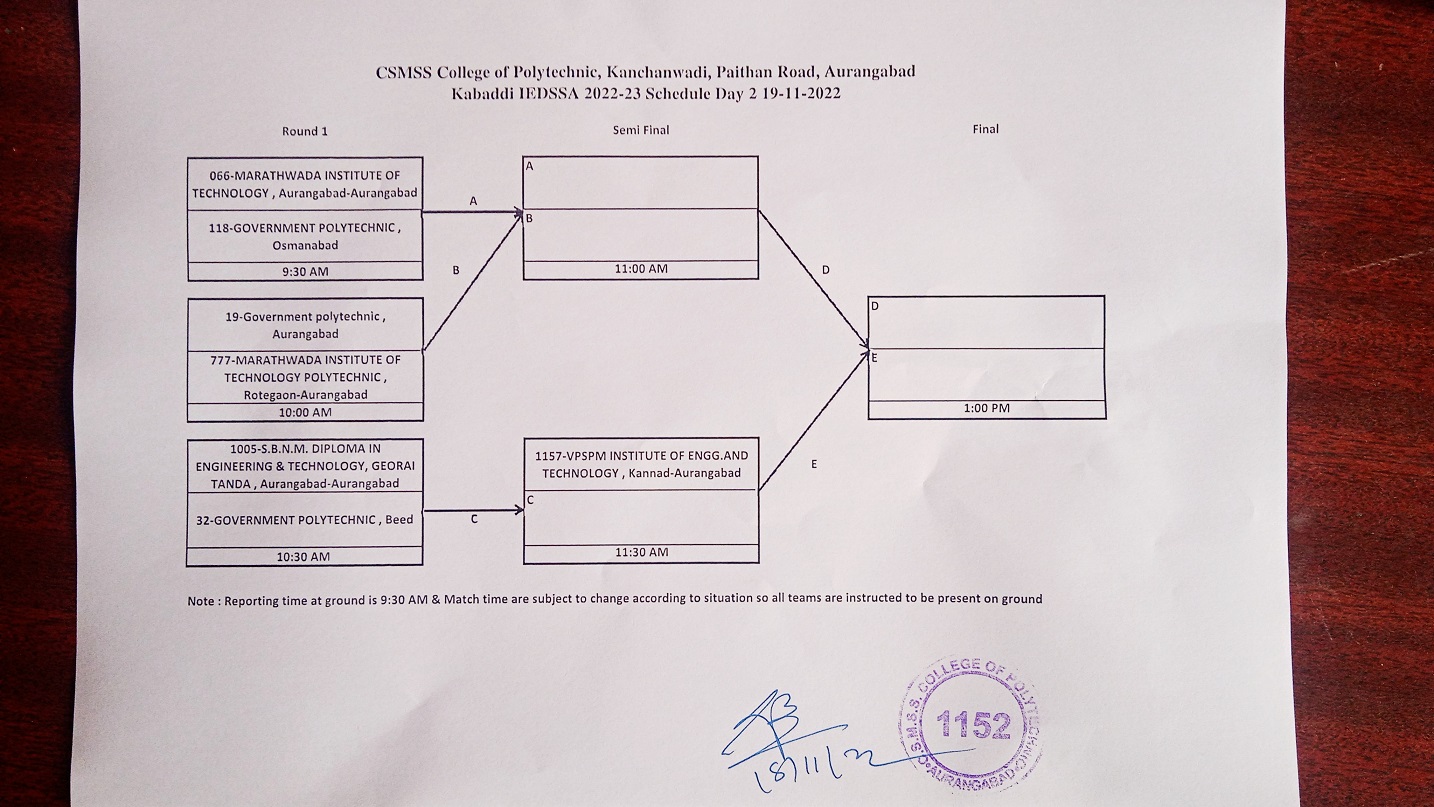 CSMSS College of Polytechnic, Kanchanwadi, Paithan Road, Aurangabad
Kabaddi IEDSSA 2022-23 Schedule Day 2 19-11-2022
Round 1
Semi Final
Final
066-MARATHWADA INSTITUTE OF
TECHNOLOGY , Aurangabad-Aurangabad
118-GOVERNMENT POLYTECHNIC ,
Osmanabad
9:30 AM
A
A
B
11:00 AM
B
19-Government polytechnic ,
Aurangabad
777-MARATHWADA INSTITUTE OF
TECHNOLOGY POLYTECHNIC ,
Rotegaon-Aurangabad
10:00 AM
D
D
E
1:00 PM
1005-S.B.N.M. DIPLOMA IN
ENGINEERING & TECHNOLOGY, GEORAI
TANDA , Aurangabad-Aurangabad
32-GOVERNMENT POLYTECHNIC , Beed
10:30 AM
C
1157-VPSPM INSTITUTE OF ENGG.AND
TECHNOLOGY , Kannad-Aurangabad
C
11:30 AM
E
Note : Reporting time at ground is 9:30 AM & Match time are subject to change according to situation so all teams are instructed to be present on ground
18/11/22
C.S.M.S.S. COLLEGE OF POLYTECHNIC
1152
AURANGABAD